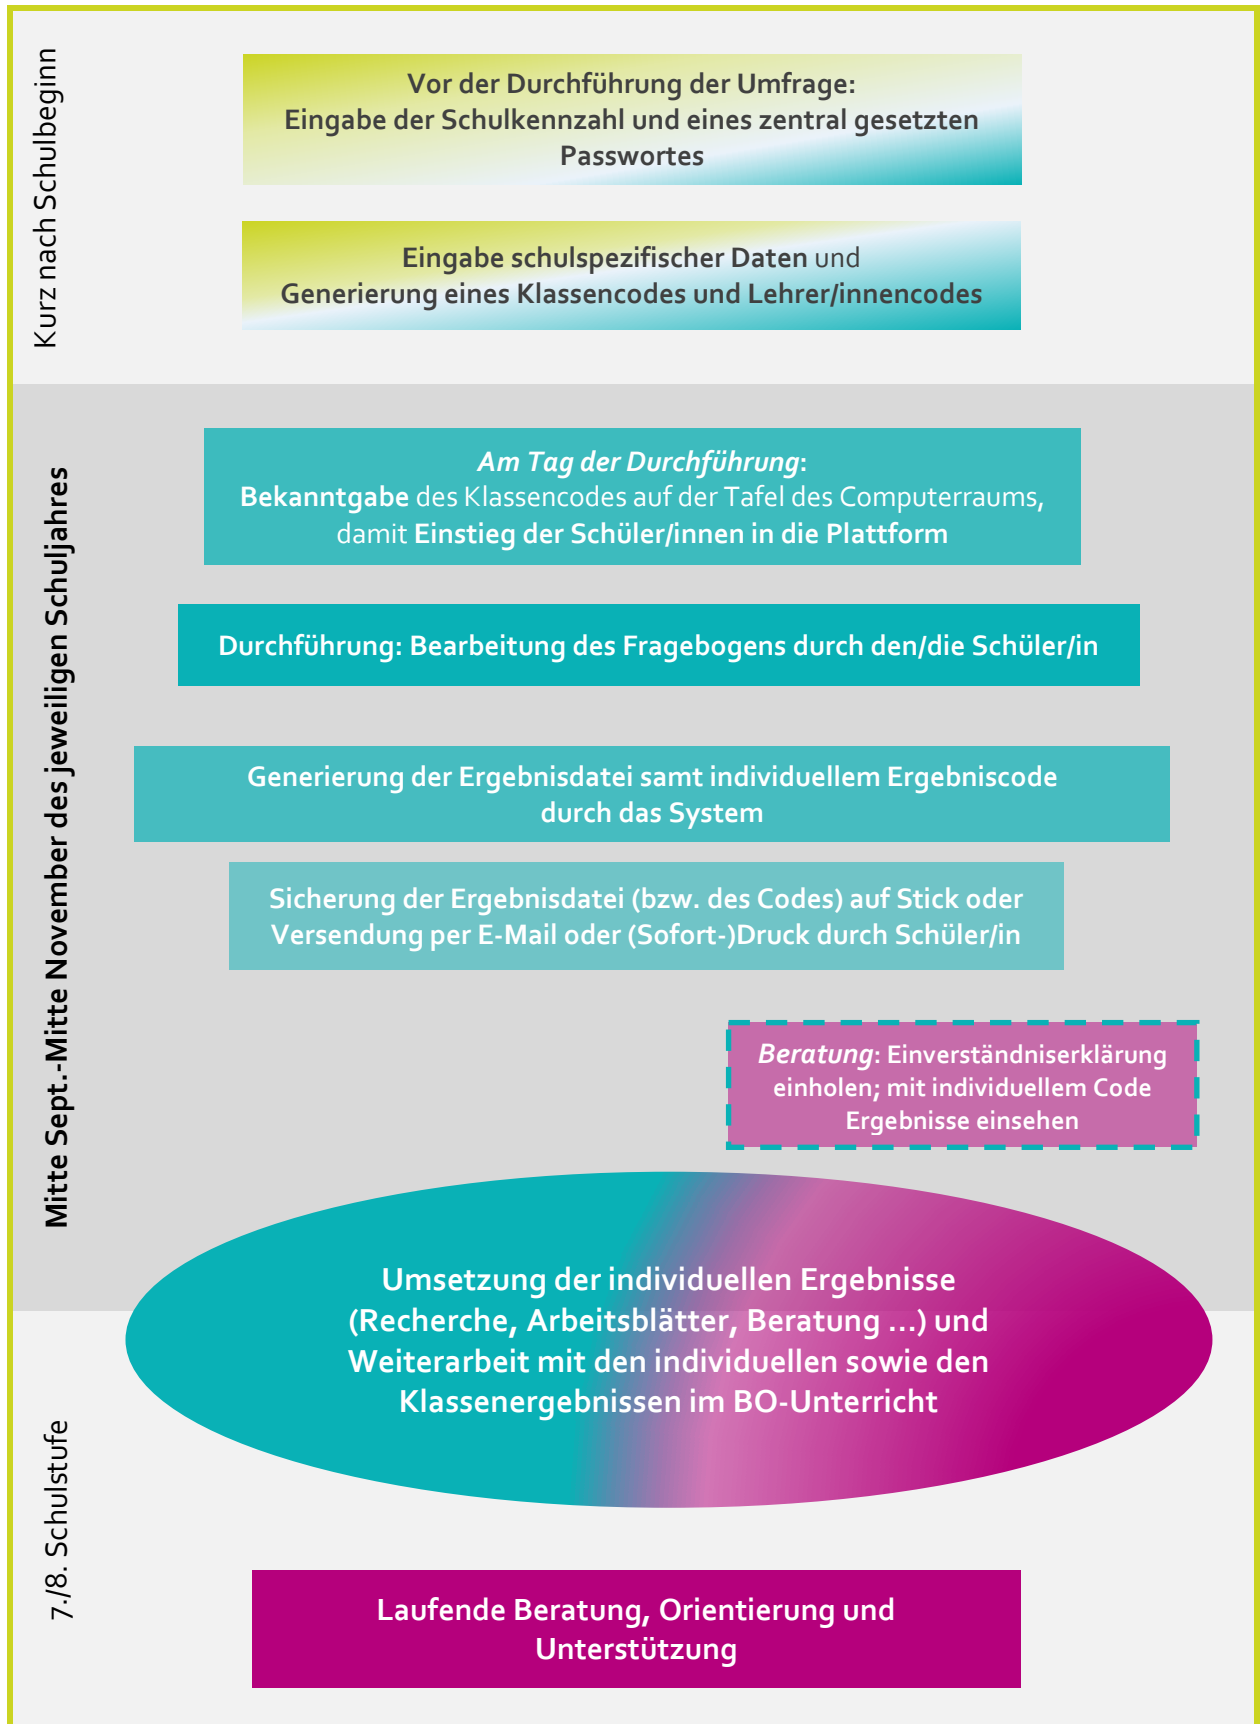 Kurz nach Schulbeginn
Vor der Durchführung der Umfrage:
Eingabe der Schulkennzahl und eines zentral gesetzten
Passwortes
Eingabe schulspezifischer Daten und
Generierung eines Klassencodes und Lehrer/innencodes
Mitte Sept.-Mitte November des jeweiligen Schuljahres
Am Tag der Durchführung:
Bekanntgabe des Klassencodes auf der Tafel des Computerraums,
damit Einstieg der Schüler/innen in die Plattform
Durchführung: Bearbeitung des Fragebogens durch den/die Schüler/in
Generierung der Ergebnisdatei samt individuellem Ergebniscode
durch das System
Sicherung der Ergebnisdatei (bzw. des Codes) auf Stick oder
Versendung per E-Mail oder (Sofort-)Druck durch Schüler/in
Beratung: Einverständniserklärung
einholen; mit individuellem Code
Ergebnisse einsehen
Umsetzung der individuellen Ergebnisse
(Recherche, Arbeitsblätter, Beratung ...) und
Weiterarbeit mit den individuellen sowie den
Klassenergebnissen im BO-Unterricht
7./8. Schulstufe
Laufende Beratung, Orientierung und
Unterstützung